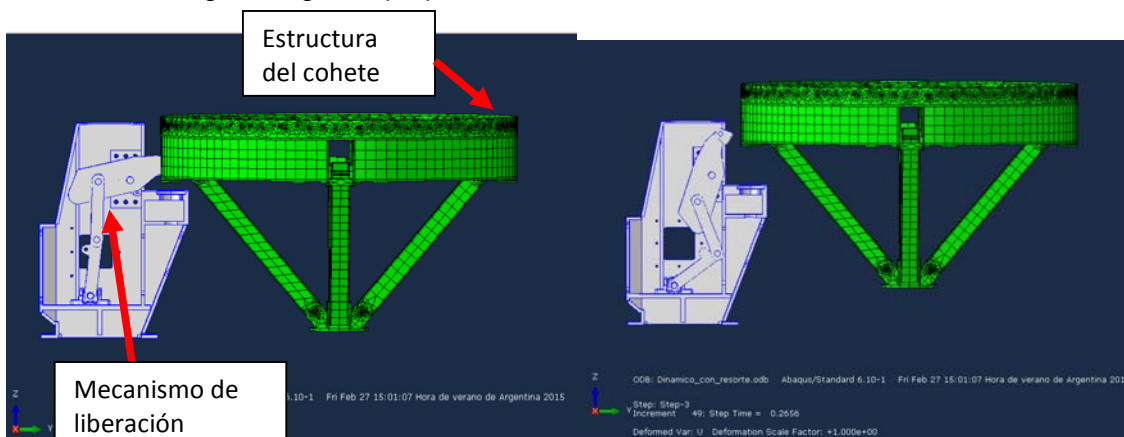 Estructura
del cohete
Mecanismo de
liberación
z
Y
.10-1 Fri Feb 27 15:01:07 Hora de verano de Argentina 2015
z
Y
ODB: Dinamico_con_resorte.odb Abaqus/Standard 6.10-1 Fri Feb 27 15:01:07 Hora de verano de Argentina 201
Step: Step-3
Increment 49: Step Time = 0.2656
Deformed Var: U Deformation Scale Factor: +1.000e+00